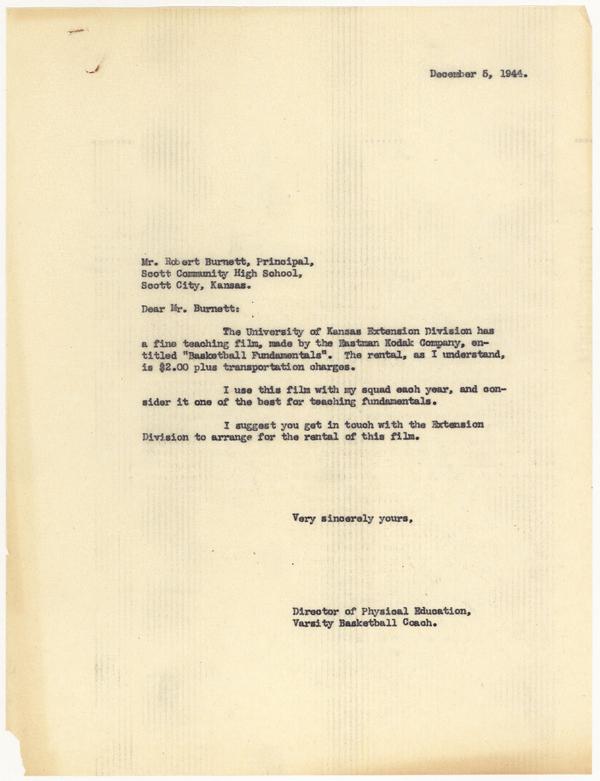 December 5, 1944.
Mr. Robert Burnett, Principal,
Scott Community High School,
Scott City, Kansas.
Dear Mr. Burnett:
The University of Kansas Extension Division has
a fine teaching film, made by the Eastman Kodak Company, en-
titled "Basketball Fundamentals". The rental, as I understand,
is $2.00 plus transportation charges.
I use this film with my squad each year, and con-
sider it one of the best for teaching fundamentals.
I suggest you get in touch with the Extension
Division to arrange for the rental of this film.
Very sincerely yours,
Director of Physical Education,
Varsity Basketball Coach.